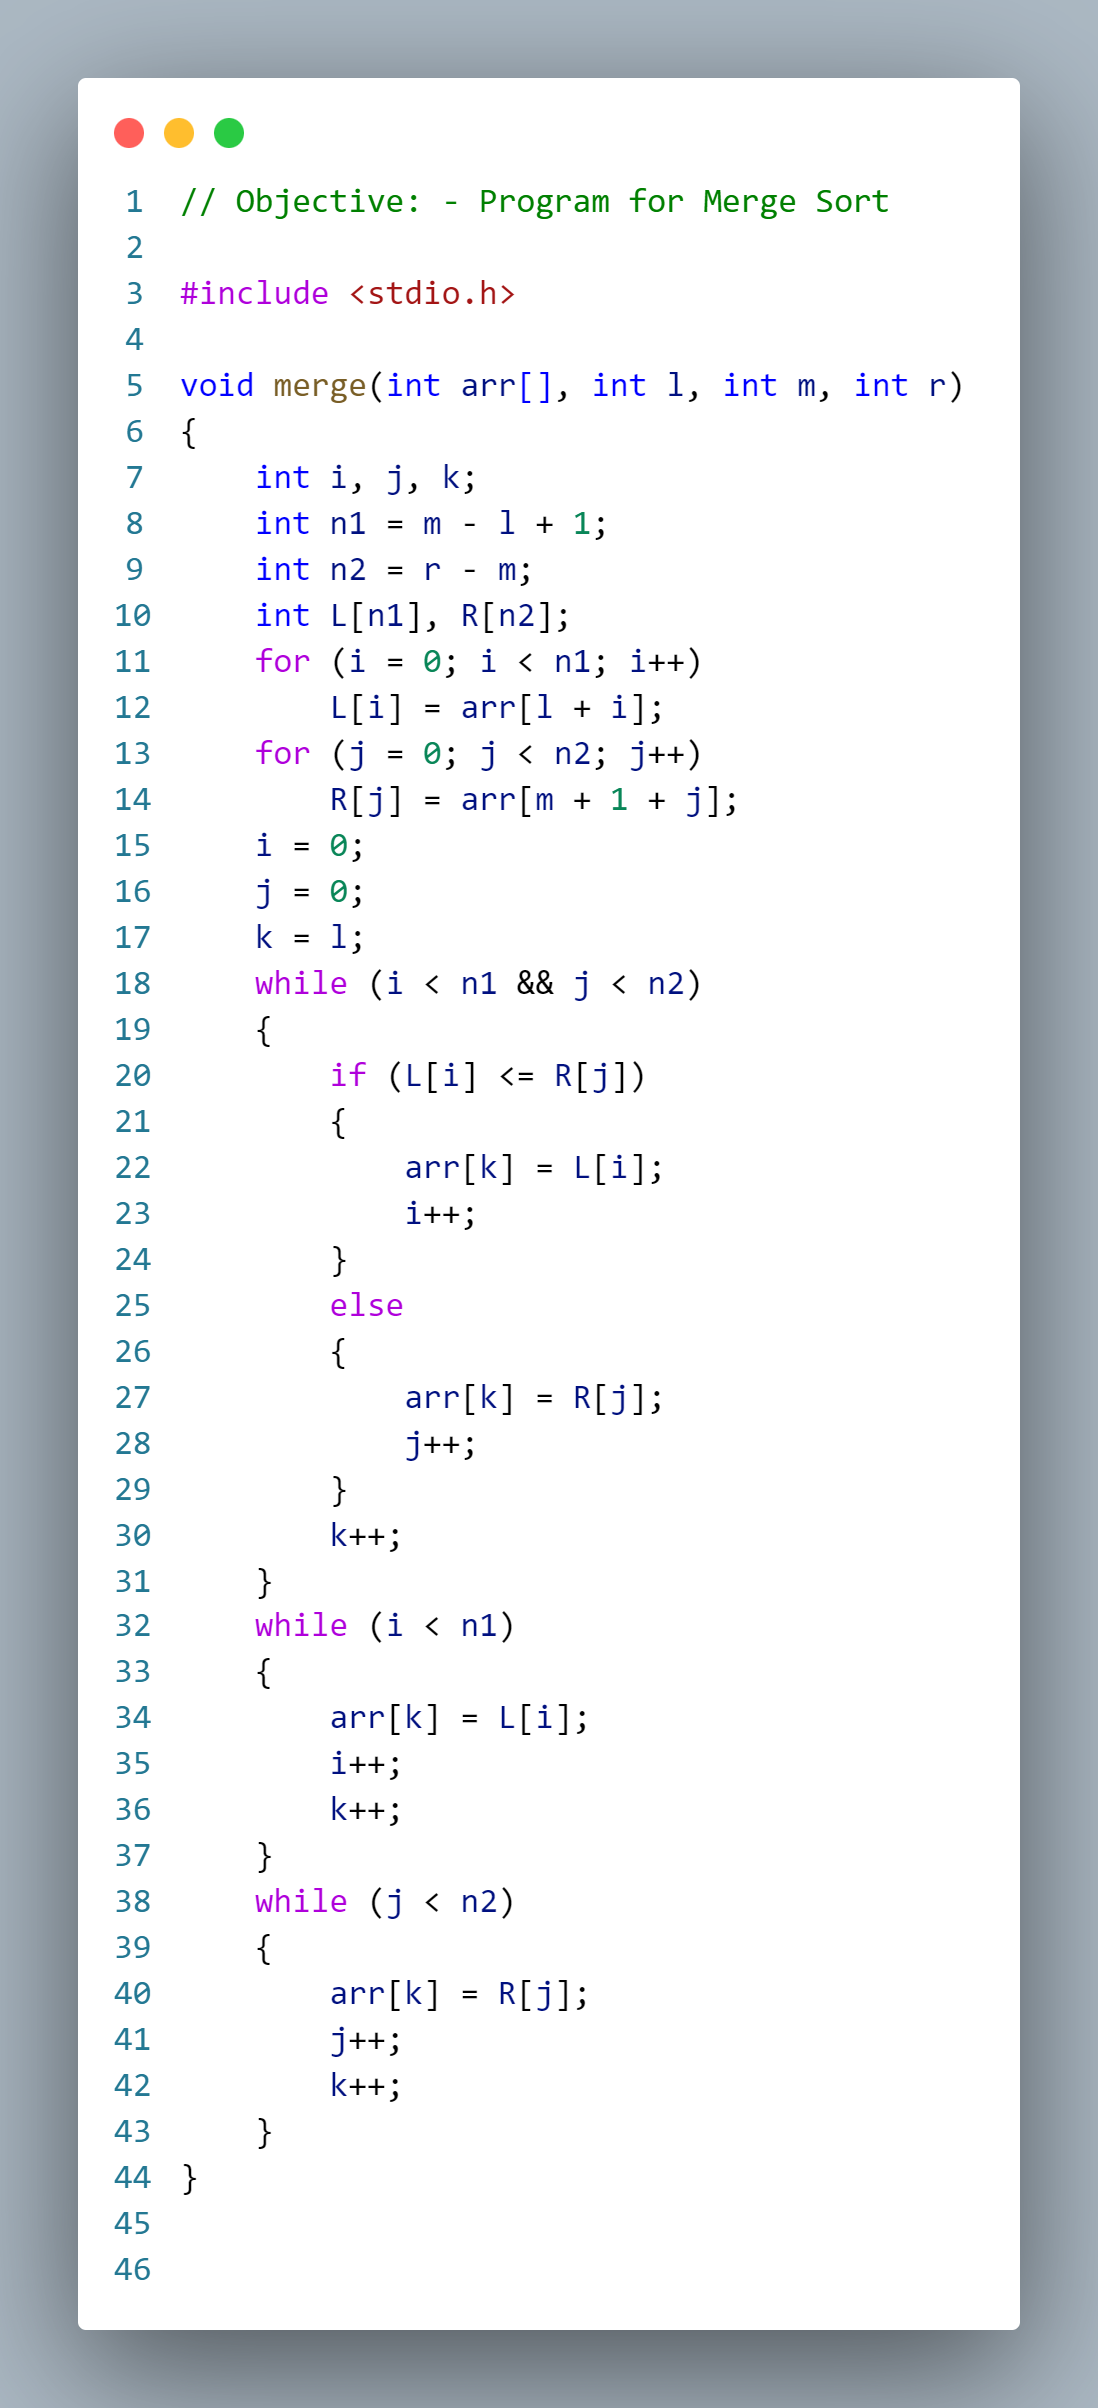 1 // Objective: - Program for Merge Sort
2
3 #include <stdio.h>
4
5 void merge(int arr[], int l, int m, int r)
6 {
7     int i, j, k;
8     int n1 = m - l + 1;
9     int n2 = r - m;
10     int L[n1], R[n2];
11     for (i = 0; i < n1; i++)
12         L[i] = arr[l + i];
13     for (j = 0; j < n2; j++)
14         R[j] = arr[m + 1 + j];
15     i = 0;
16     j = 0;
17     k = l;
18     while (i < n1 && j < n2)
19     {
20         if (L[i] <= R[j])
21         {
22             arr[k] = L[i];
23             i++;
24         }
25         else
26         {
27             arr[k] = R[j];
28             j++;
29         }
30         k++;
31     }
32     while (i < n1)
33     {
34         arr[k] = L[i];
35         i++;
36         k++;
37     }
38     while (j < n2)
39     {
40         arr[k] = R[j];
41         j++;
42         k++;
43     }
44 }
45
46